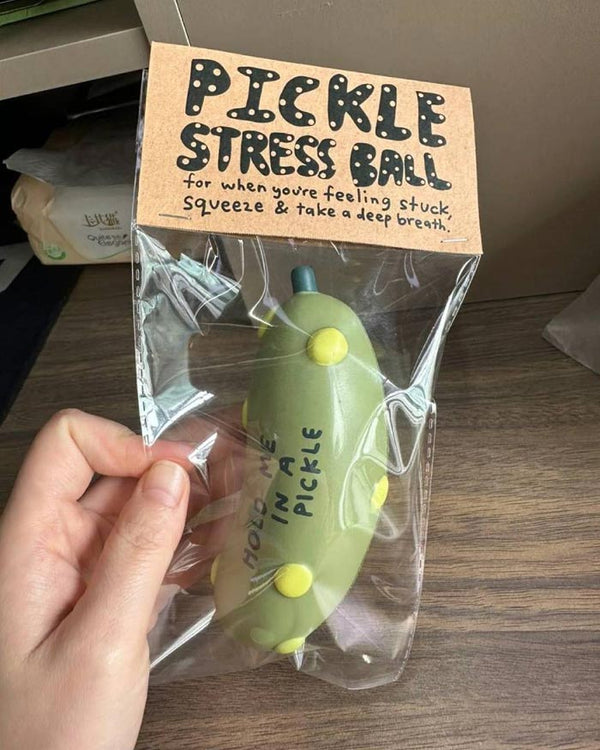 PICKLE
STRESS BALL
for when you're feeling stuck,
squeeze & take a deep breath.
HOLD ME
IN A
PICKLE